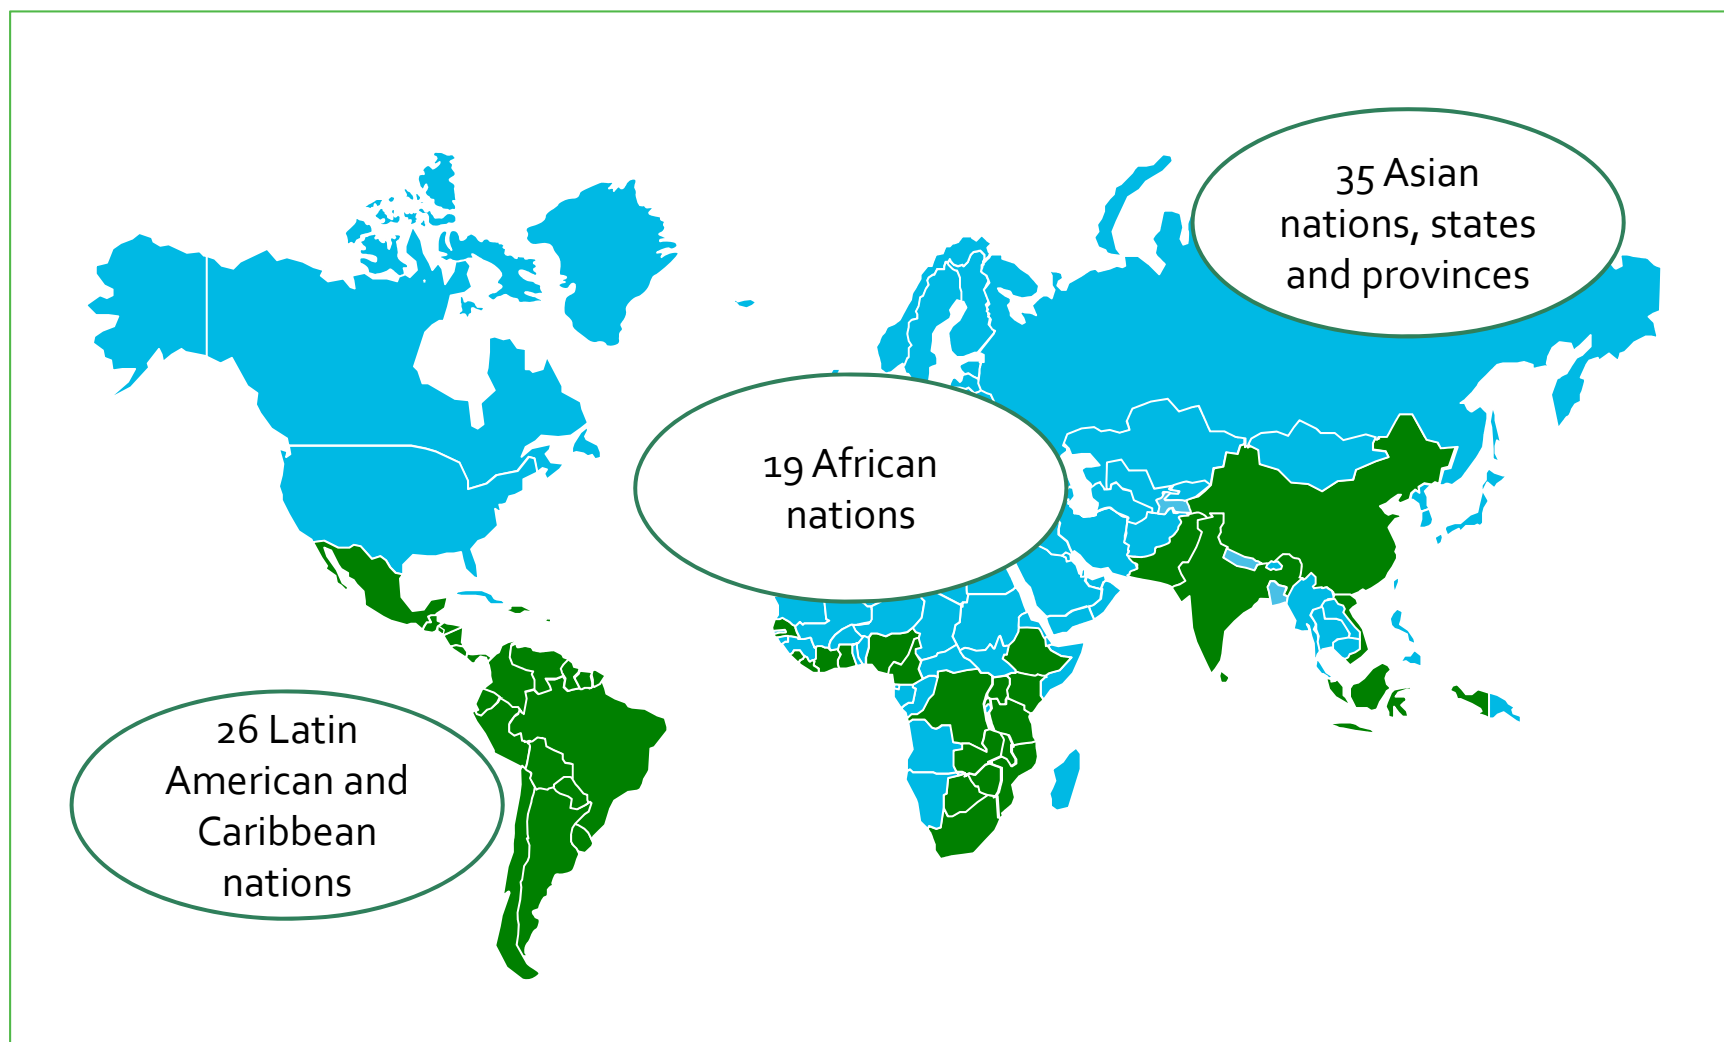 35 Asian
nations, states
and provinces
19 African
nations
26 Latin
American and
Caribbean
nations